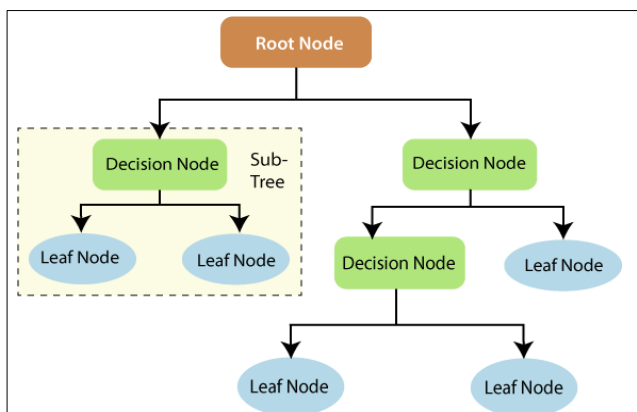 Root Node
Decision Node
Sub-
Tree
Decision Node
Leaf Node
Leaf Node
Decision Node
Leaf Node
Leaf Node
Leaf Node